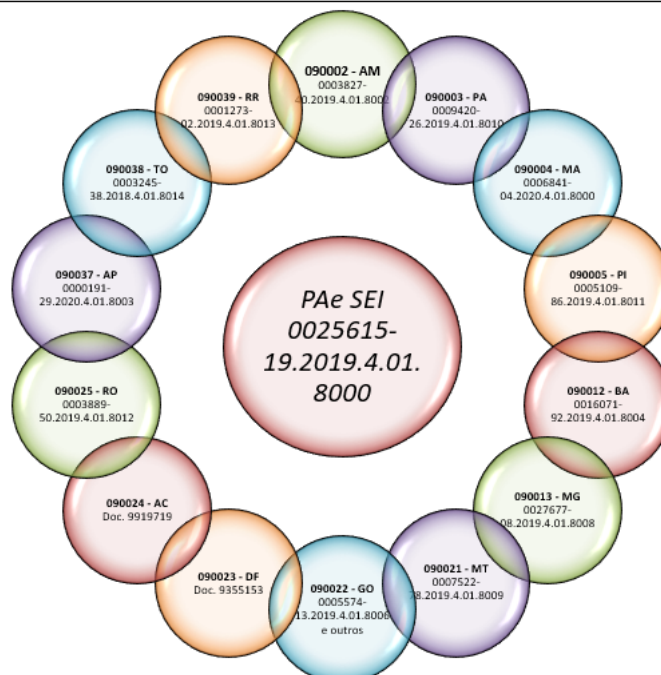 090002 - AM
0003827-
40.2019.4.01.8002
090003 - PA
0009420-
26.2019.4.01.8010
090004 - MA
0006841-
04.2020.4.01.8000
090005 - PI
0005109-
86.2019.4.01.8011
090012 - BA
0016071-
92.2019.4.01.8004
090013 - MG
0027677-
08.2019.4.01.8008
090021 - MT
0007522-
78.2019.4.01.8009
090022 - GO
0005574-
13.2019.4.01.8006
e outros
090023 - DF
Doc. 9355153
090024 - AC
Doc. 9919719
090025 - RO
0003889-
50.2019.4.01.8012
090037 - AP
0000191-
29.2020.4.01.8003
090038 - TO
0003245-
38.2018.4.01.8014
090039 - RR
0001273-
02.2019.4.01.8013
PAe SEI
0025615-
19.2019.4.01.
8000